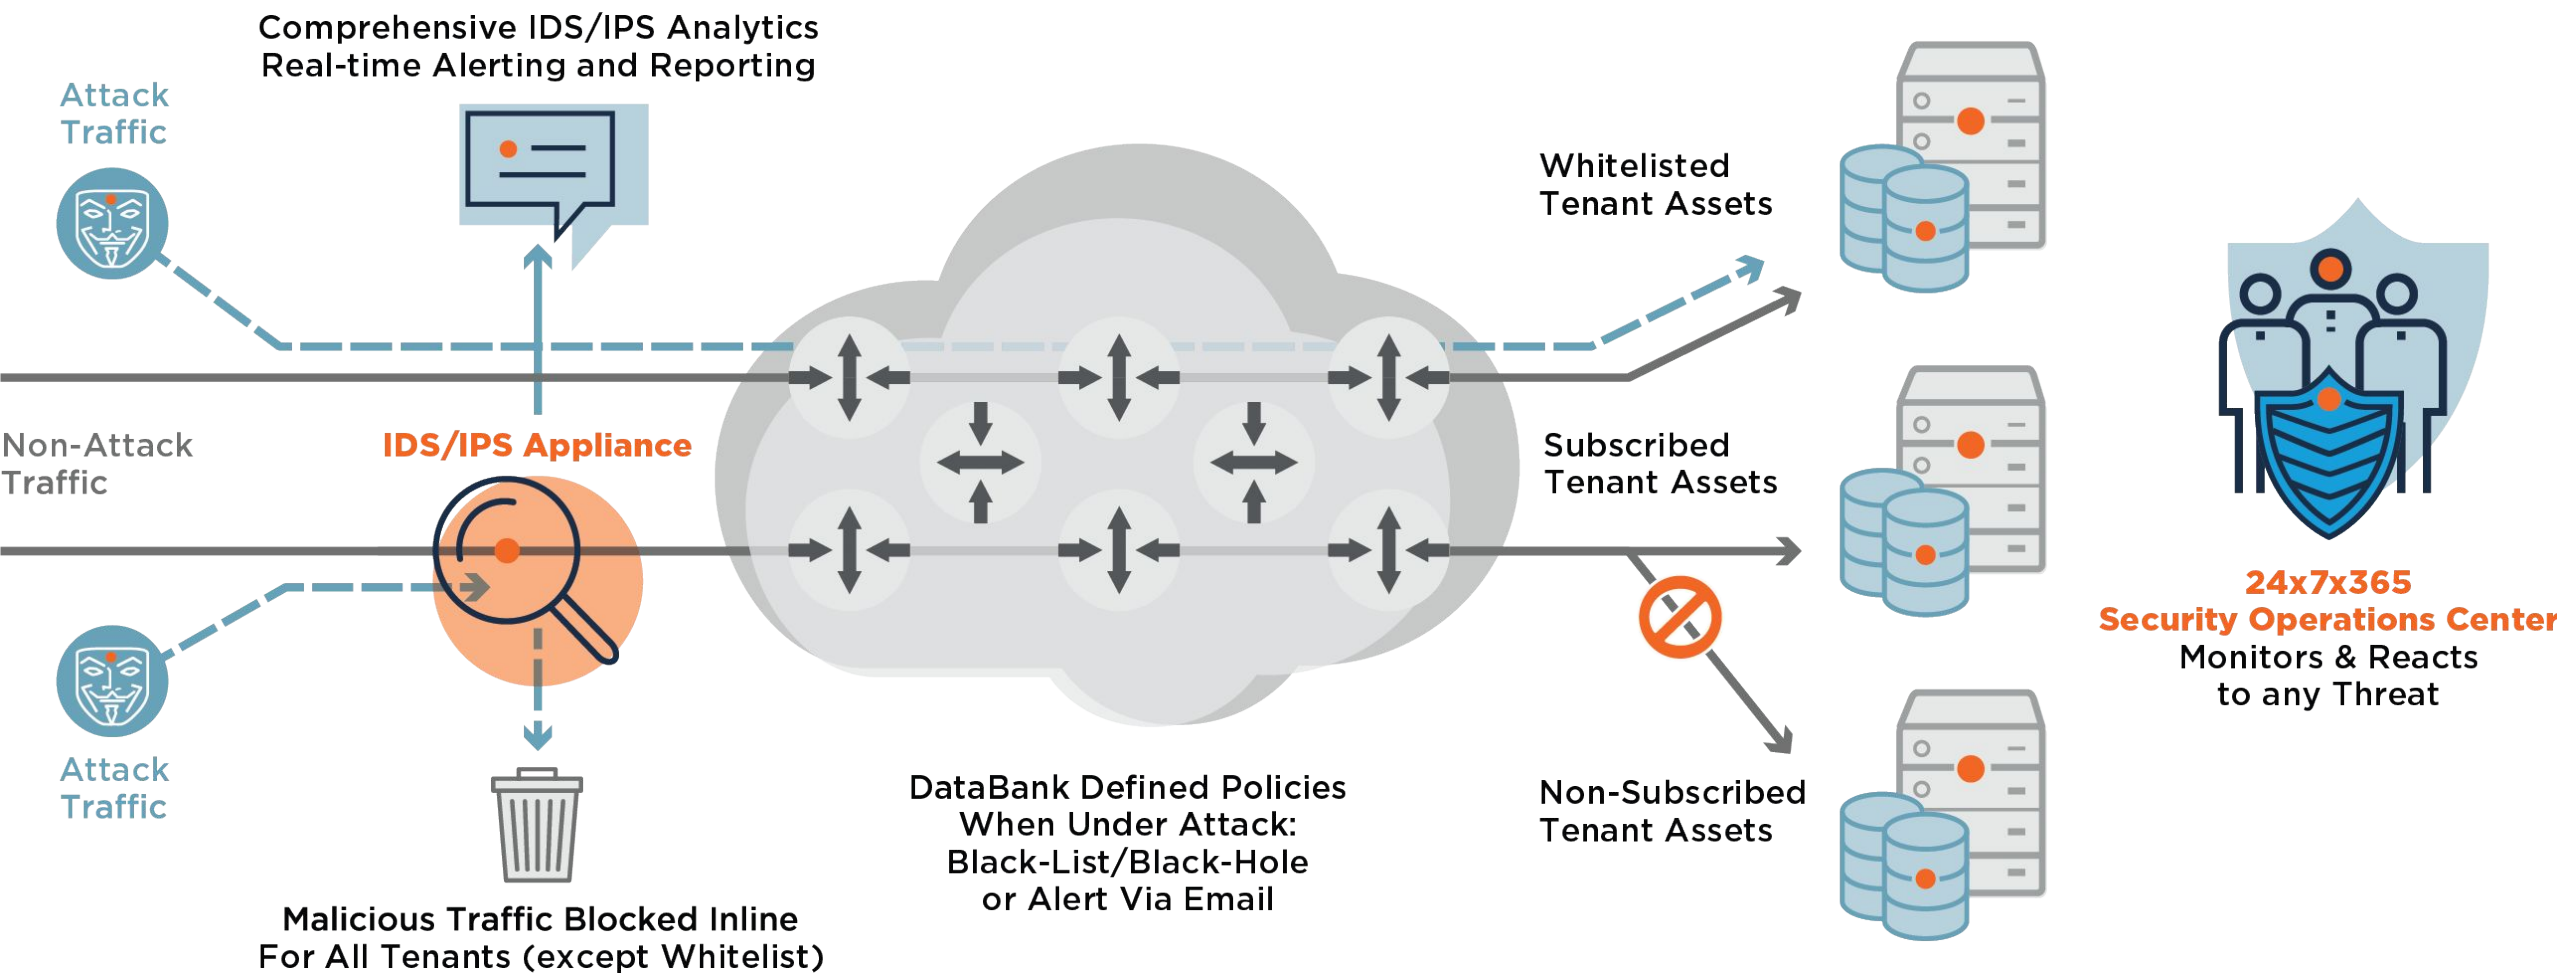 Comprehensive IDS/IPS Analytics
Real-time Alerting and Reporting
Attack
Traffic
Whitelisted
Tenant Assets
Non-Attack
Traffic
IDS/IPS Appliance
Subscribed
Tenant Assets
24x7x365
Security Operations Center
Monitors & Reacts
to any Threat
Attack
Traffic
DataBank Defined Policies
When Under Attack:
Black-List/Black-Hole
or Alert Via Email
Non-Subscribed
Tenant Assets
Malicious Traffic Blocked Inline
For All Tenants (except Whitelist)